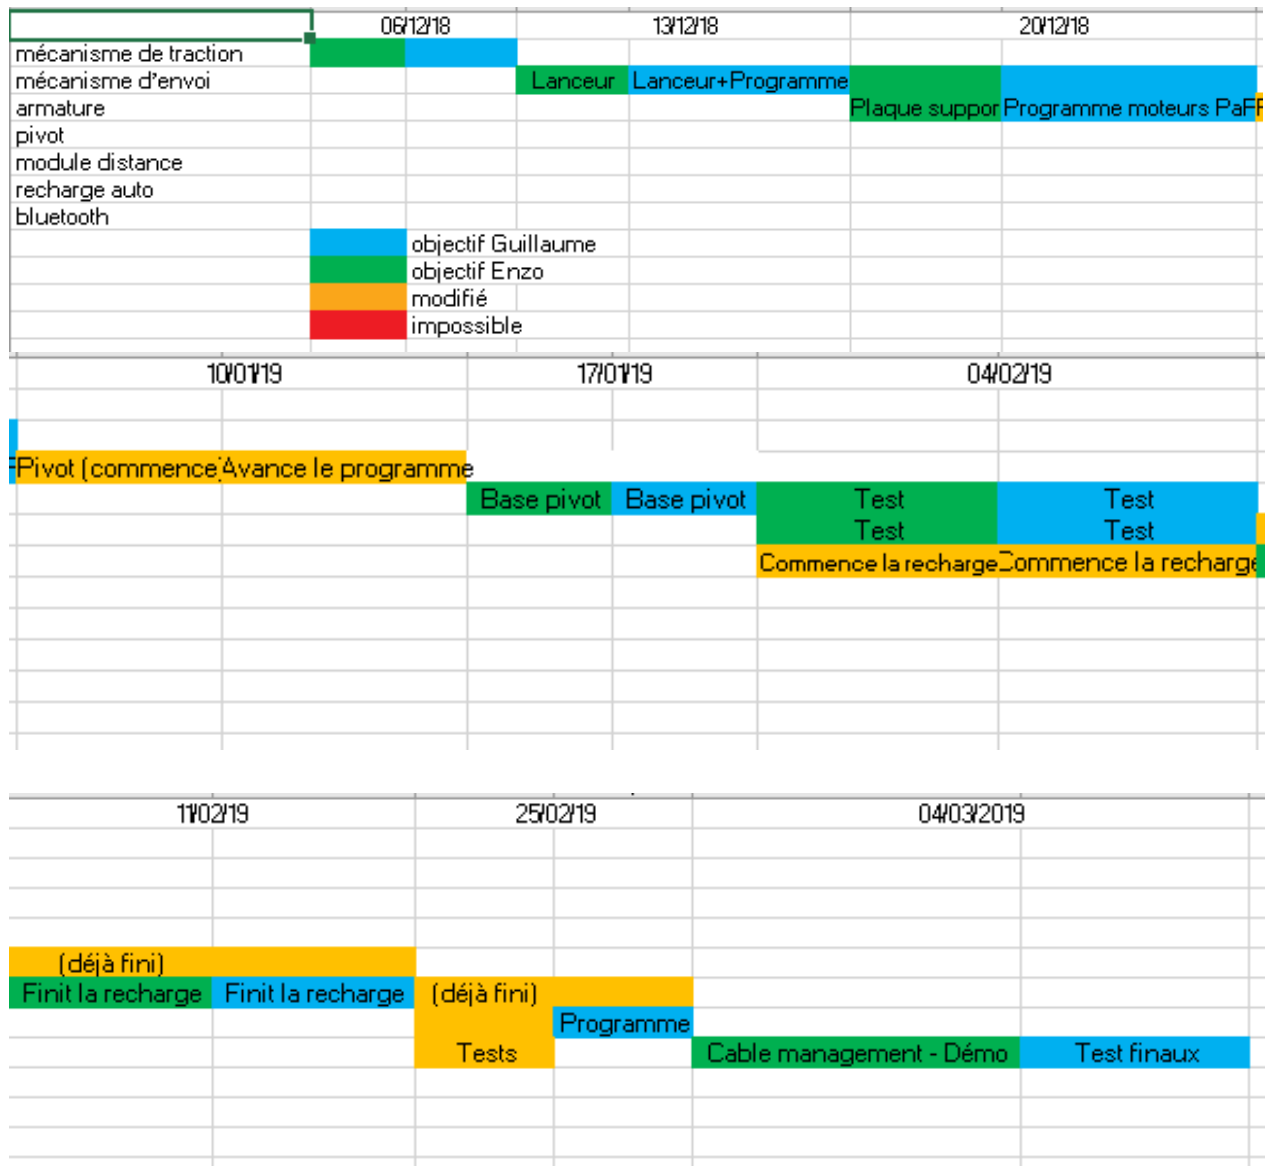 06/12/18 13/12/18 20/12/18
mécanisme de traction
mécanisme d'envoi Lanceur Lanceur+Programme
armature Plaque suppor Programme moteurs PaF
pivot
module distance
recharge auto
bluetooth
objectif Guillaume
objectif Enzo
modifié
impossible
10/01/19 17/01/19 04/02/19
Pivot (commence Avance le programme
Base pivot Base pivot Test Test
Test Test
Commence la recharge Commence la recharge
11/02/19 25/02/19 04/03/2019
(déjà fini)
Finit la recharge Finit la recharge (déjà fini)
Programme
Tests Cable management - Démo Test finaux